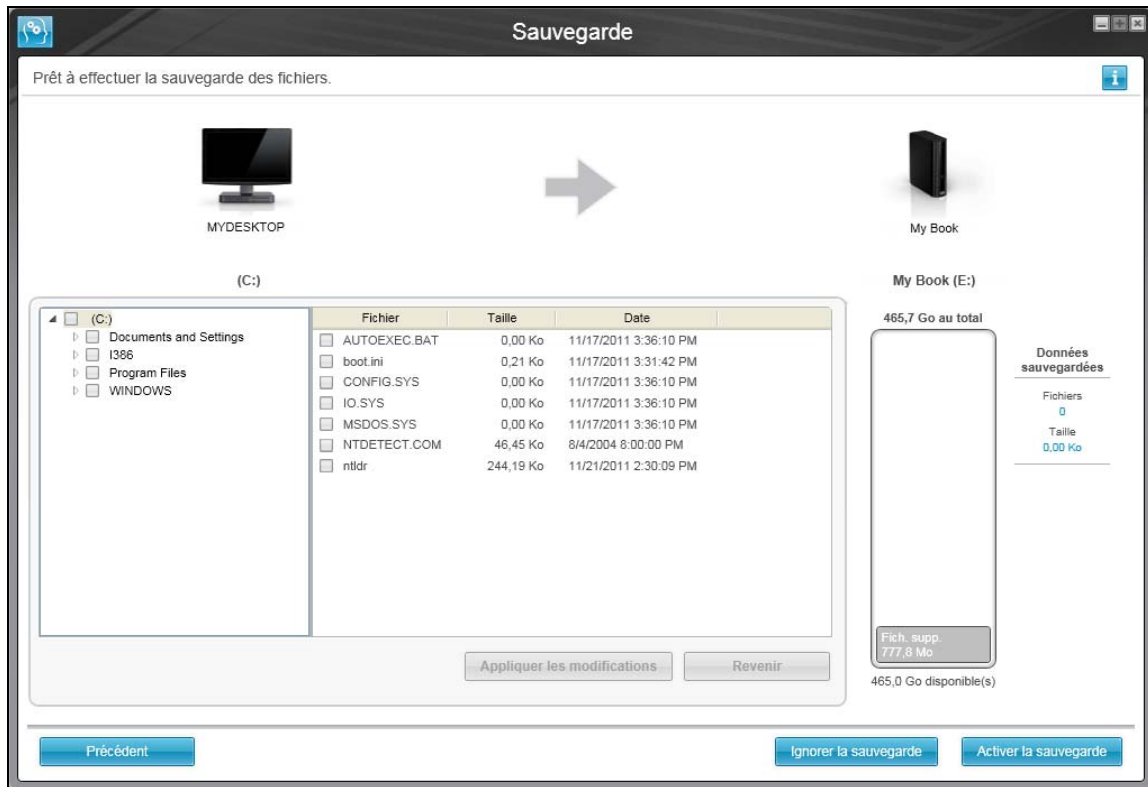 Sauvegarde
Prêt à effectuer la sauvegarde des fichiers.
MYDESKTOP
My Book
(C:)
My Book (E:)
(C:)
Documents and Settings
I386
Program Files
WINDOWS
Fichier Taille Date
AUTOEXEC.BAT 0,00 Ko 11/17/2011 3:36:10 PM
boot.ini 0,21 Ko 11/17/2011 3:31:42 PM
CONFIG.SYS 0,00 Ko 11/17/2011 3:36:10 PM
IO.SYS 0,00 Ko 11/17/2011 3:36:10 PM
MSDOS.SYS 0,00 Ko 11/17/2011 3:36:10 PM
NTDETECT.COM 46,45 Ko 8/4/2004 8:00:00 PM
ntldr 244,19 Ko 11/21/2011 2:30:09 PM
Appliquer les modifications
Revenir
465,7 Go au total
Fich. supp.
777,8 Mo
465,0 Go disponible(s)
Données
sauvegardées
Fichiers
0
Taille
0,00 Ko
Précédent
Ignorer la sauvegarde
Activer la sauvegarde